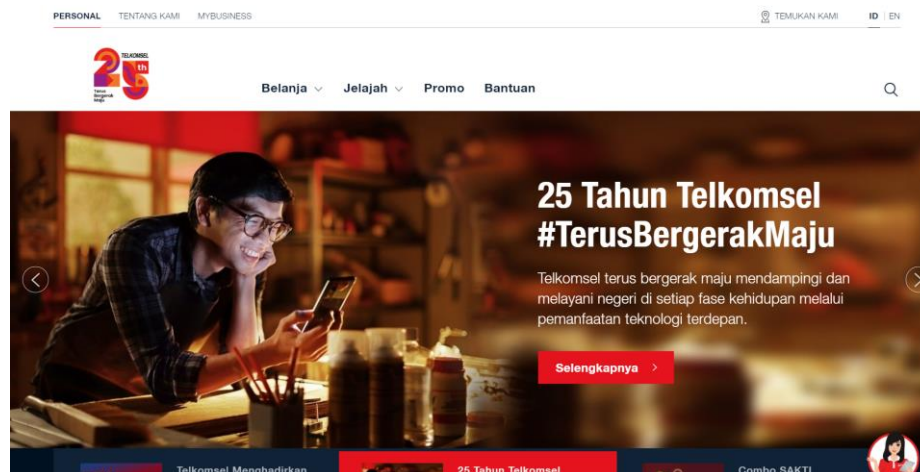 PERSONAL TENTANG KAMI MYBUSINESS TEMUKAN KAMI ID | EN
TELKOMSEL
25th
Terus
Bergerak
Maju
Belanja Jelajah Promo Bantuan
25 Tahun Telkomsel
#TerusBergerakMaju
Telkomsel terus bergerak maju mendampingi dan
melayani negeri di setiap fase kehidupan melalui
pemanfaatan teknologi terdepan.
Selengkapnya
Telkomsel Menghadirkan 25 Tahun Telkomsel Combo SAKTI